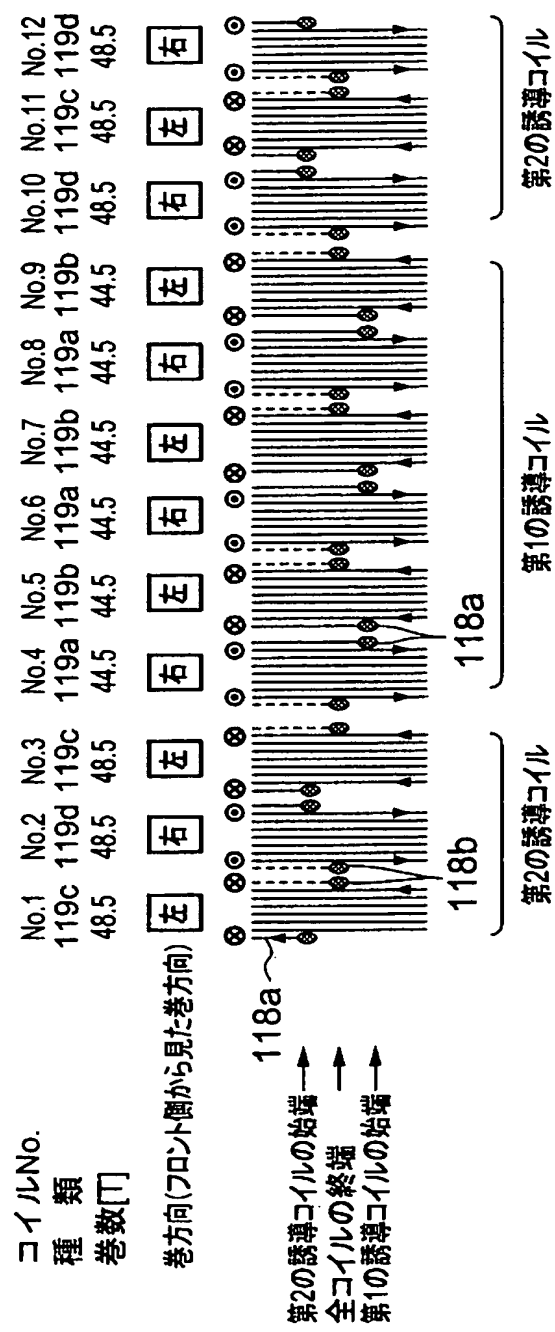 コイルNo. No.1 No.2 No.3 No.4 No.5 No.6 No.7 No.8 No.9 No.10 No.11 No.12
種 類 119c 119d 119c 119a 119b 119a 119b 119a 119b 119d 119c 119d
巻数[T] 48.5 48.5 48.5 44.5 44.5 44.5 44.5 44.5 44.5 48.5 48.5 48.5
巻方向(フロント側から見た巻方向) 左 右 左 右 左 右 左 右 左 右 左 右
118a
第2の誘導コイルの始端
全コイルの終端
第1の誘導コイルの始端
118b 118a
第2の誘導コイル 第1の誘導コイル 第2の誘導コイル